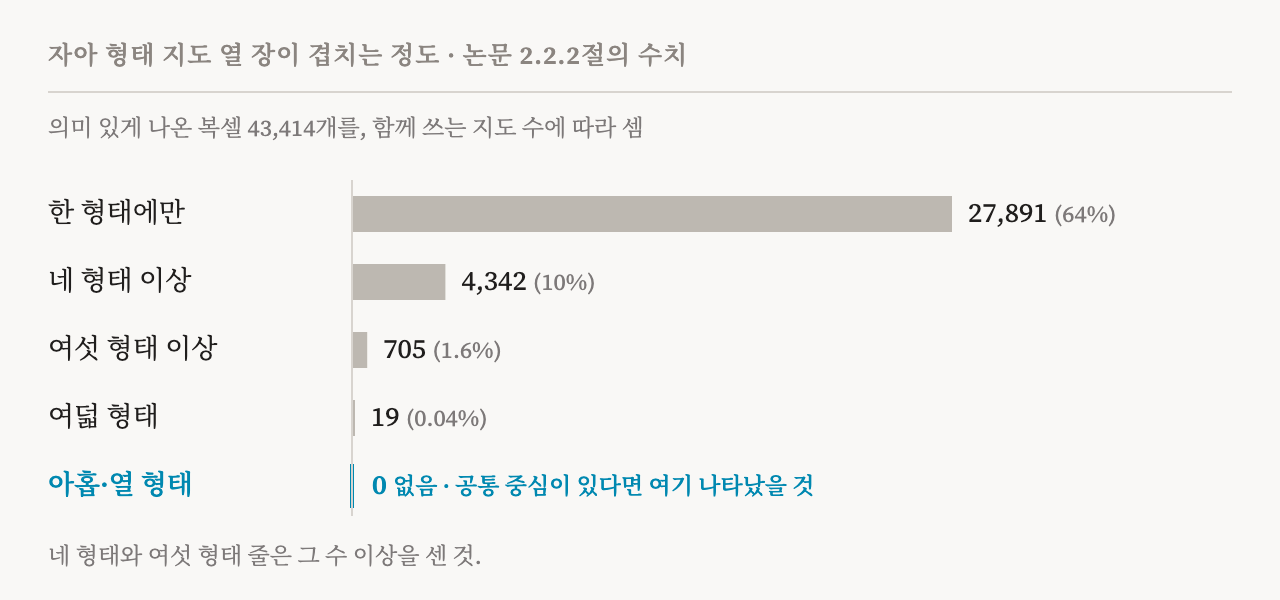 자아 형태 지도 열 장이 겹치는 정도 · 논문 2.2.2절의 수치
의미 있게 나온 복셀 43,414개를, 함께 쓰는 지도 수에 따라 셈
한 형태에만 27,891 (64%)
네 형태 이상 4,342 (10%)
여섯 형태 이상 705 (1.6%)
여덟 형태 19 (0.04%)
아홉·열 형태 0 없음 · 공통 중심이 있다면 여기 나타났을 것
네 형태와 여섯 형태 줄은 그 수 이상을 센 것.